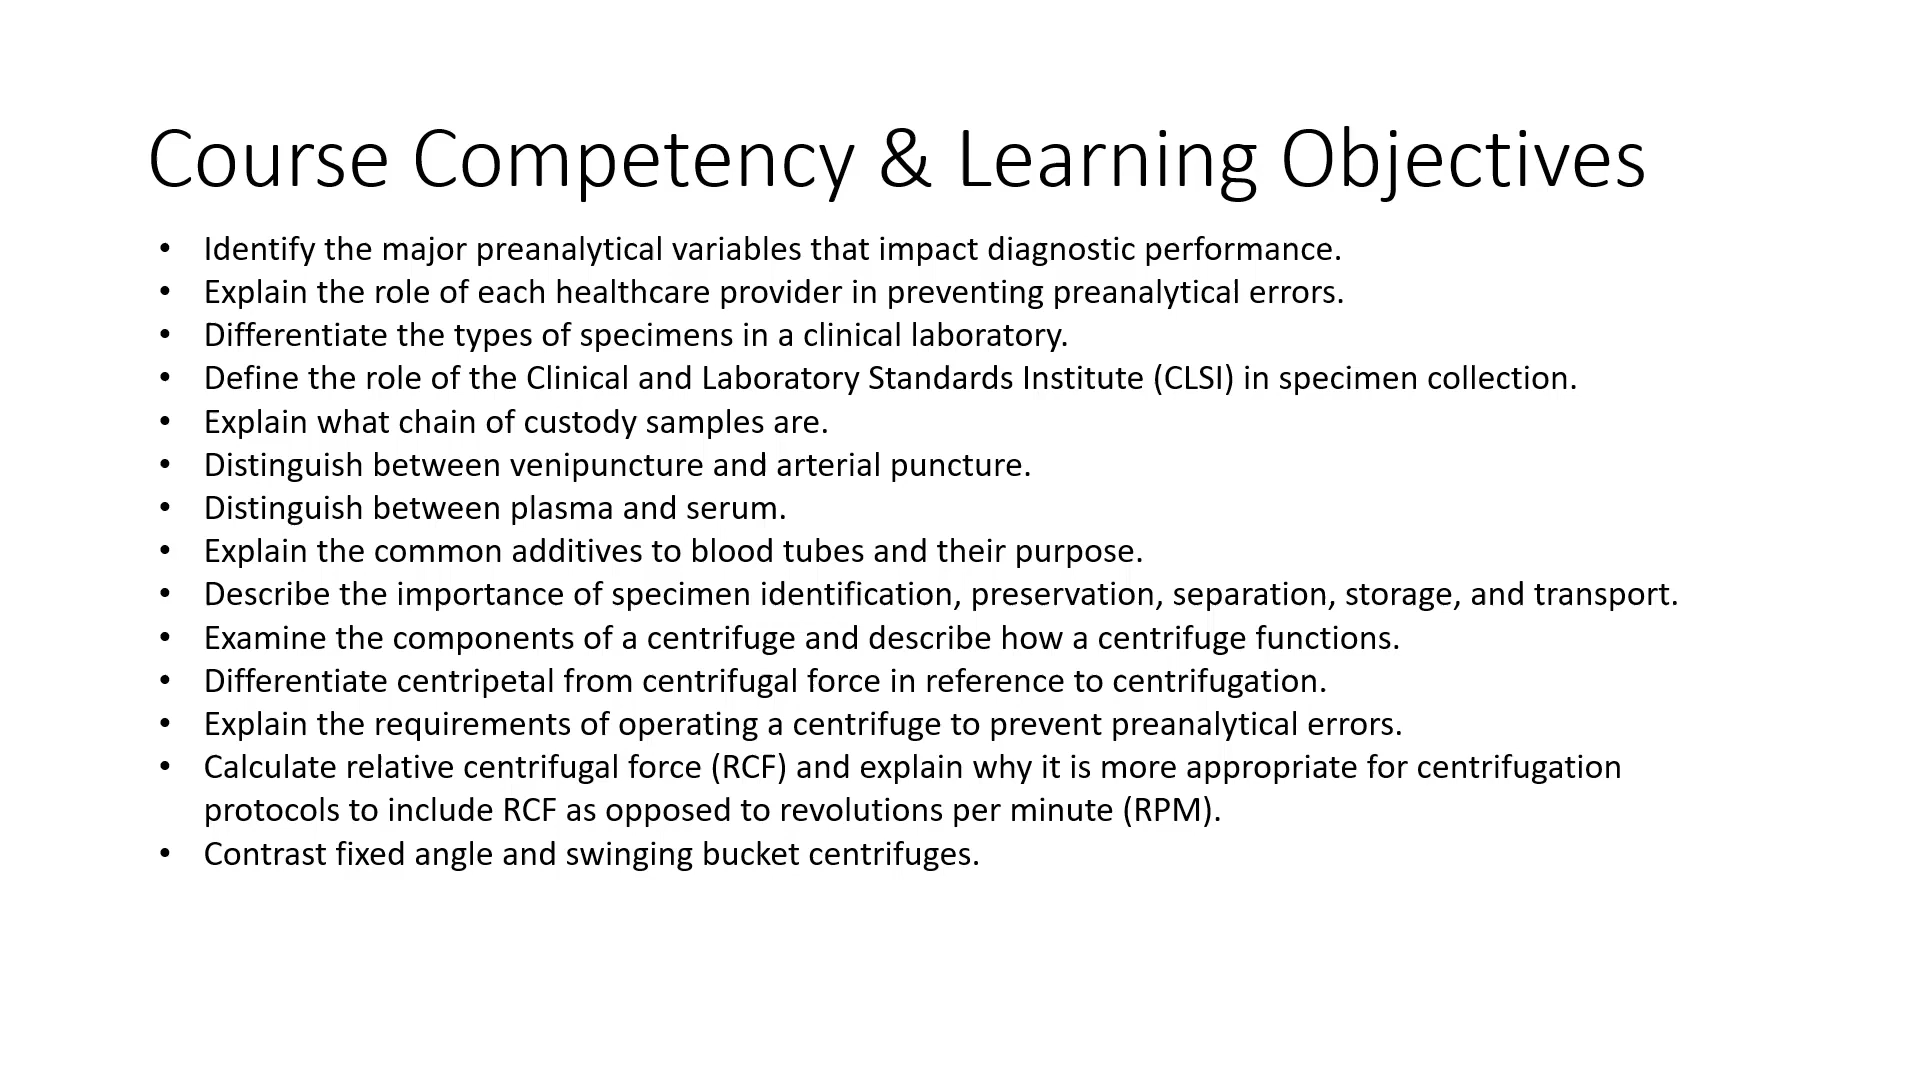 Course Competency & Learning Objectives
• Identify the major preanalytical variables that impact diagnostic performance.
• Explain the role of each healthcare provider in preventing preanalytical errors.
• Differentiate the types of specimens in a clinical laboratory.
• Define the role of the Clinical and Laboratory Standards Institute (CLSI) in specimen collection.
• Explain what chain of custody samples are.
• Distinguish between venipuncture and arterial puncture.
• Distinguish between plasma and serum.
• Explain the common additives to blood tubes and their purpose.
• Describe the importance of specimen identification, preservation, separation, storage, and transport.
• Examine the components of a centrifuge and describe how a centrifuge functions.
• Differentiate centripetal from centrifugal force in reference to centrifugation.
• Explain the requirements of operating a centrifuge to prevent preanalytical errors.
• Calculate relative centrifugal force (RCF) and explain why it is more appropriate for centrifugation
protocols to include RCF as opposed to revolutions per minute (RPM).
• Contrast fixed angle and swinging bucket centrifuges.